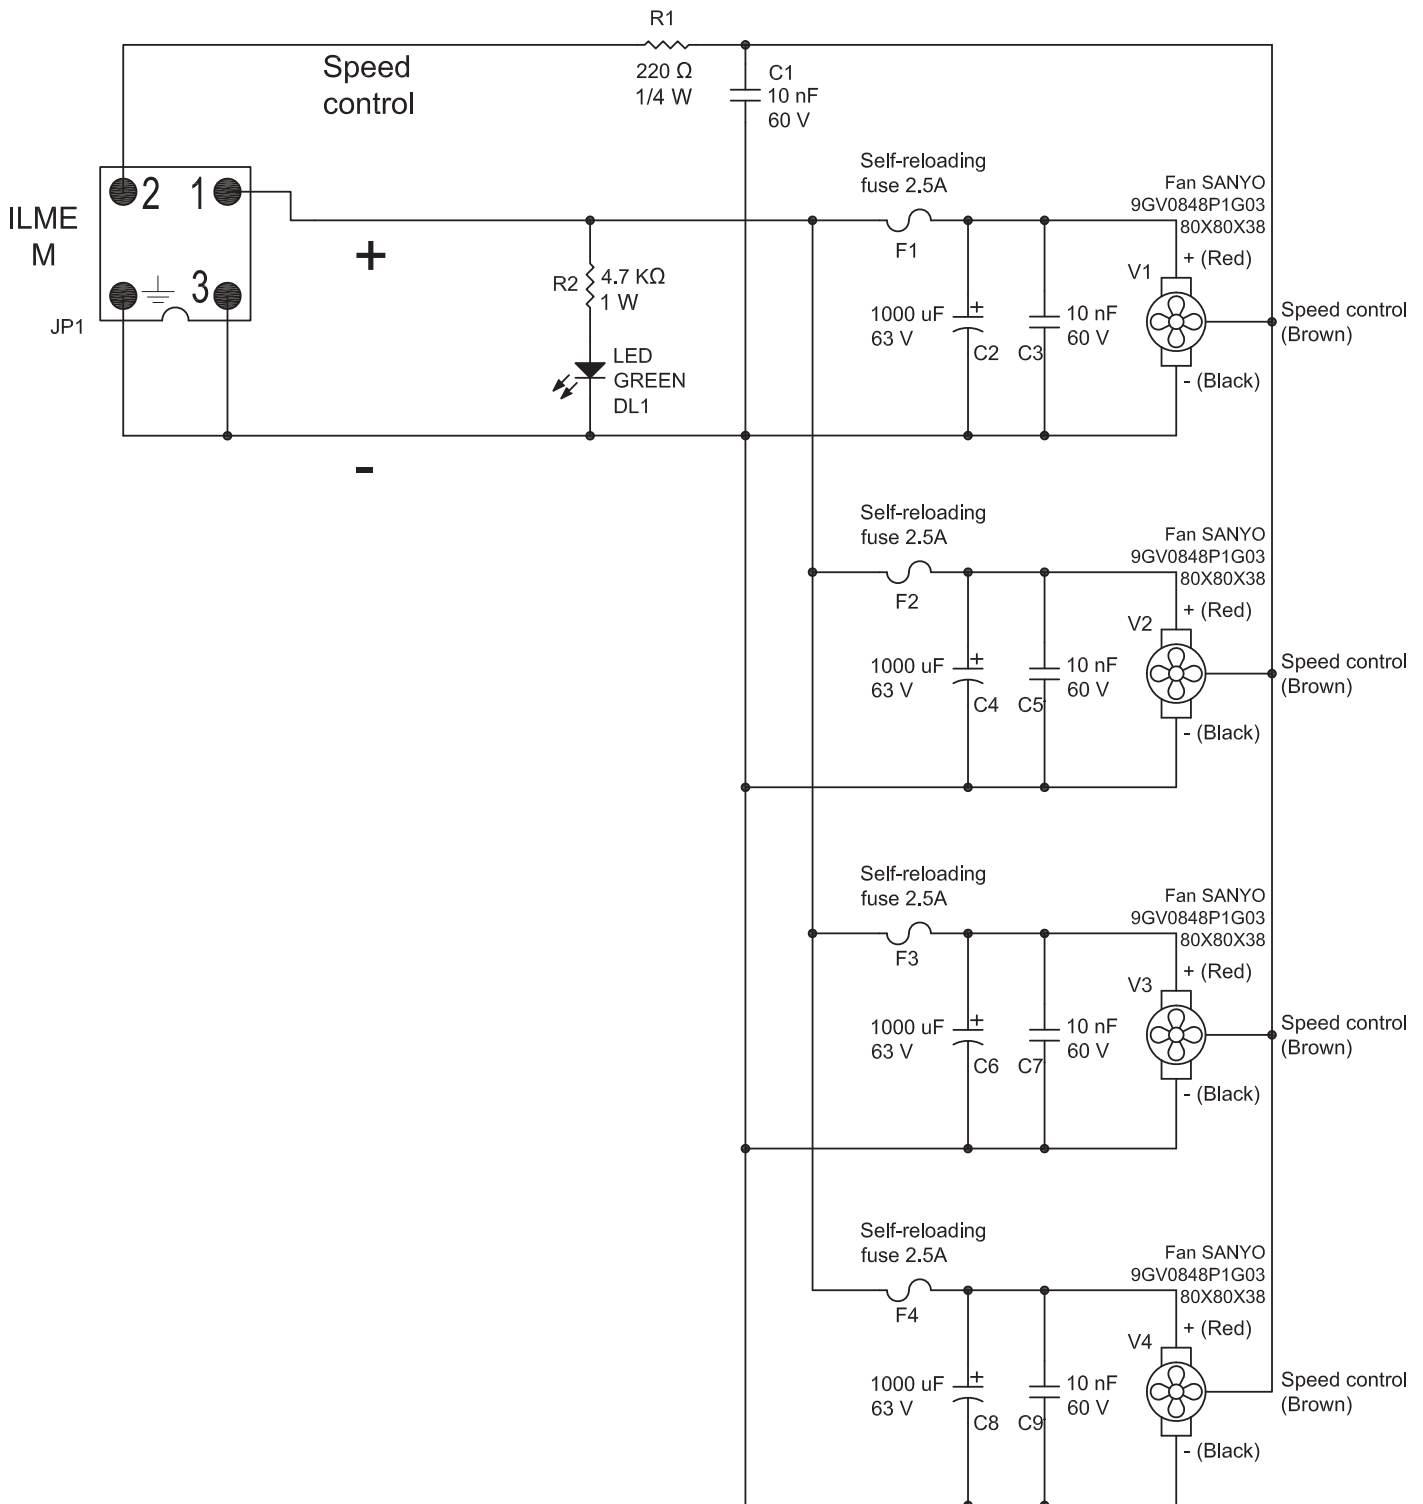 R1
220 Ω
1/4 W
Speed
control
C1
10 nF
60 V
ILME
M
2
1
3
JP1
+
-
R2
4.7 KΩ
1 W
LED
GREEN
DL1
Self-reloading
fuse 2.5A
F1
1000 uF
63 V
+
C2
C3
10 nF
60 V
Fan SANYO
9GV0848P1G03
80X80X38
+ (Red)
V1
Speed control
(Brown)
- (Black)
Self-reloading
fuse 2.5A
F2
1000 uF
63 V
+
C4
C5
10 nF
60 V
Fan SANYO
9GV0848P1G03
80X80X38
+ (Red)
V2
Speed control
(Brown)
- (Black)
Self-reloading
fuse 2.5A
F3
1000 uF
63 V
+
C6
C7
10 nF
60 V
Fan SANYO
9GV0848P1G03
80X80X38
+ (Red)
V3
Speed control
(Brown)
- (Black)
Self-reloading
fuse 2.5A
F4
1000 uF
63 V
+
C8
C9
10 nF
60 V
Fan SANYO
9GV0848P1G03
80X80X38
+ (Red)
V4
Speed control
(Brown)
- (Black)